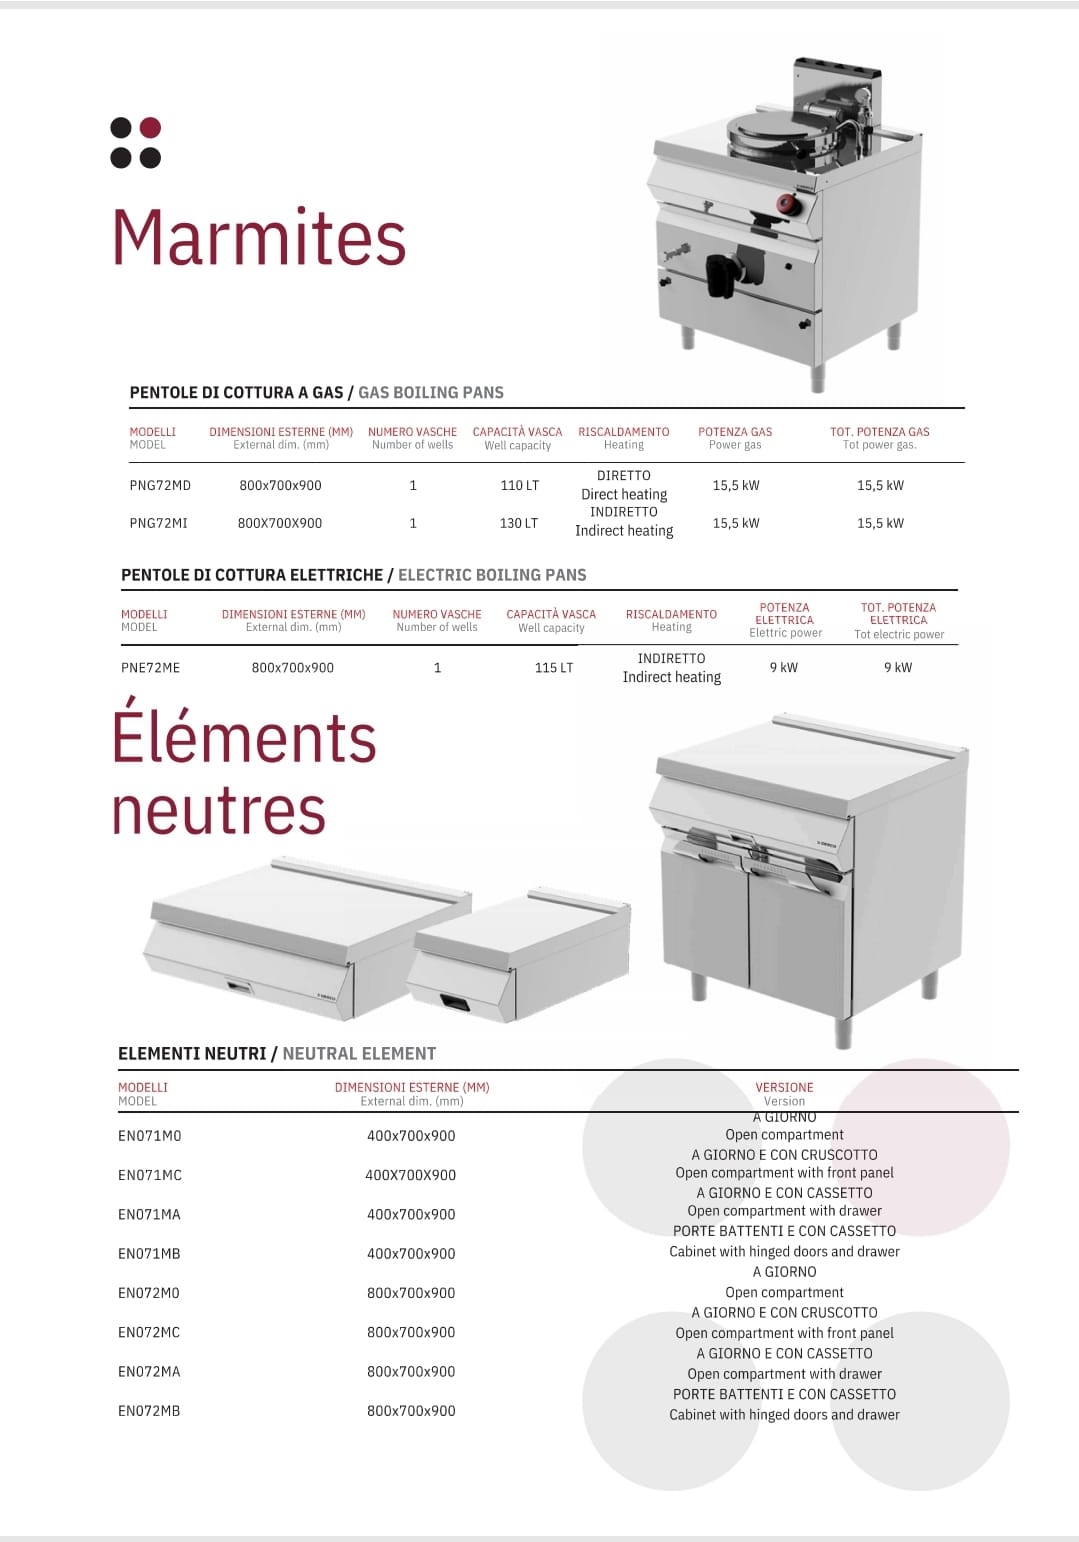 Marmites
PENTOLE DI COTTURA A GAS / GAS BOILING PANS
MODELLI DIMENSIONI ESTERNE (MM) NUMERO VASCHE CAPACITÀ VASCA RISCALDAMENTO POTENZA GAS TOT. POTENZA GAS
MODEL External dim. (mm) Number of wells Well capacity Heating Power gas Tot power gas.
DIRETTO
PNG72MD 800x700x900 1 110 LT Direct heating 15,5 kW 15,5 kW
INDIRETTO
PNG72MI 800X700X900 1 130 LT Indirect heating 15,5 kW 15,5 kW
PENTOLE DI COTTURA ELETTRICHE / ELECTRIC BOILING PANS
MODELLI DIMENSIONI ESTERNE (MM) NUMERO VASCHE CAPACITÀ VASCA RISCALDAMENTO POTENZA ELETTRICA TOT. POTENZA ELETTRICA
MODEL External dim. (mm) Number of wells Well capacity Heating Elettric power Tot electric power
INDIRETTO
PNE72ME 800x700x900 1 115 LT Indirect heating 9 kW 9 kW
Éléments
neutres
ELEMENTI NEUTRI / NEUTRAL ELEMENT
MODELLI DIMENSIONI ESTERNE (MM) VERSIONE
MODEL External dim. (mm) Version
A GIORNO
EN071M0 400x700x900 Open compartment
A GIORNO E CON CRUSCOTTO
EN071MC 400X700X900 Open compartment with front panel
A GIORNO E CON CASSETTO
EN071MA 400x700x900 Open compartment with drawer
PORTE BATTENTI E CON CASSETTO
EN071MB 400x700x900 Cabinet with hinged doors and drawer
A GIORNO
EN072M0 800x700x900 Open compartment
A GIORNO E CON CRUSCOTTO
EN072MC 800x700x900 Open compartment with front panel
A GIORNO E CON CASSETTO
EN072MA 800x700x900 Open compartment with drawer
PORTE BATTENTI E CON CASSETTO
EN072MB 800x700x900 Cabinet with hinged doors and drawer